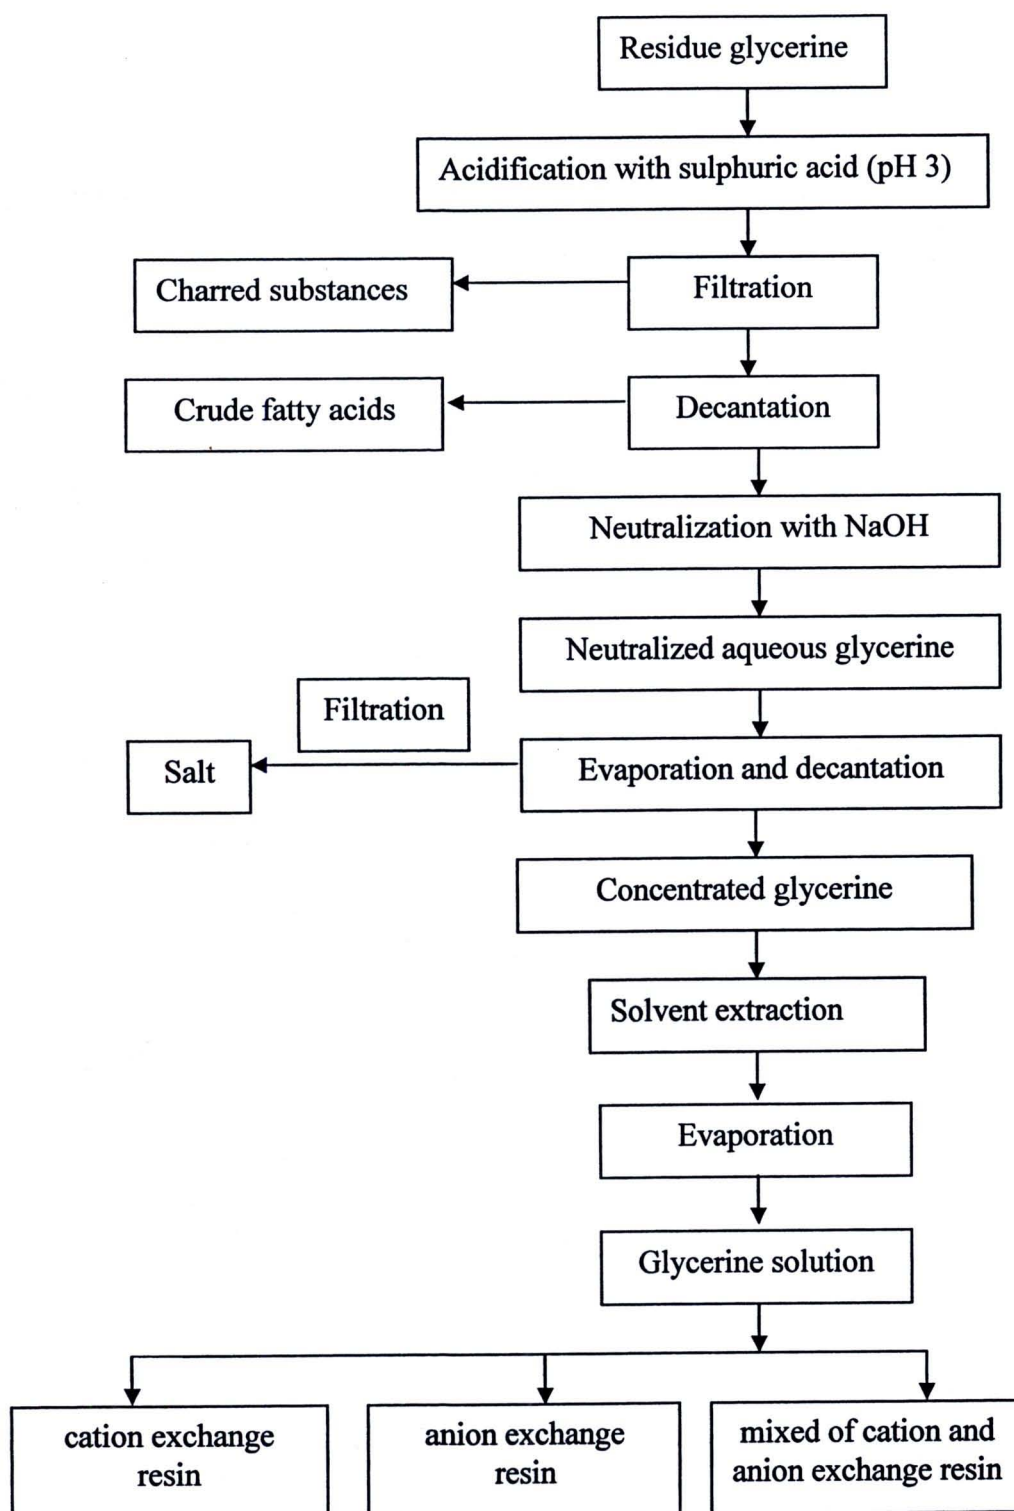 Residue glycerine
Acidification with sulphuric acid (pH 3)
Charred substances
Filtration
Crude fatty acids
Decantation
Neutralization with NaOH
Neutralized aqueous glycerine
Filtration
Salt
Evaporation and decantation
Concentrated glycerine
Solvent extraction
Evaporation
Glycerine solution
cation exchange
resin
anion exchange
resin
mixed of cation and
anion exchange resin